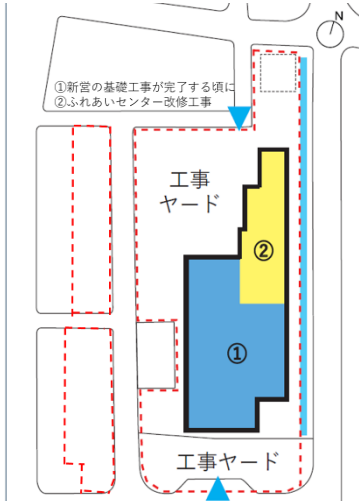 N
①新営の基礎工事が完了する頃に
②ふれあいセンター改修工事
工事
ヤード
②
①
工事ヤード